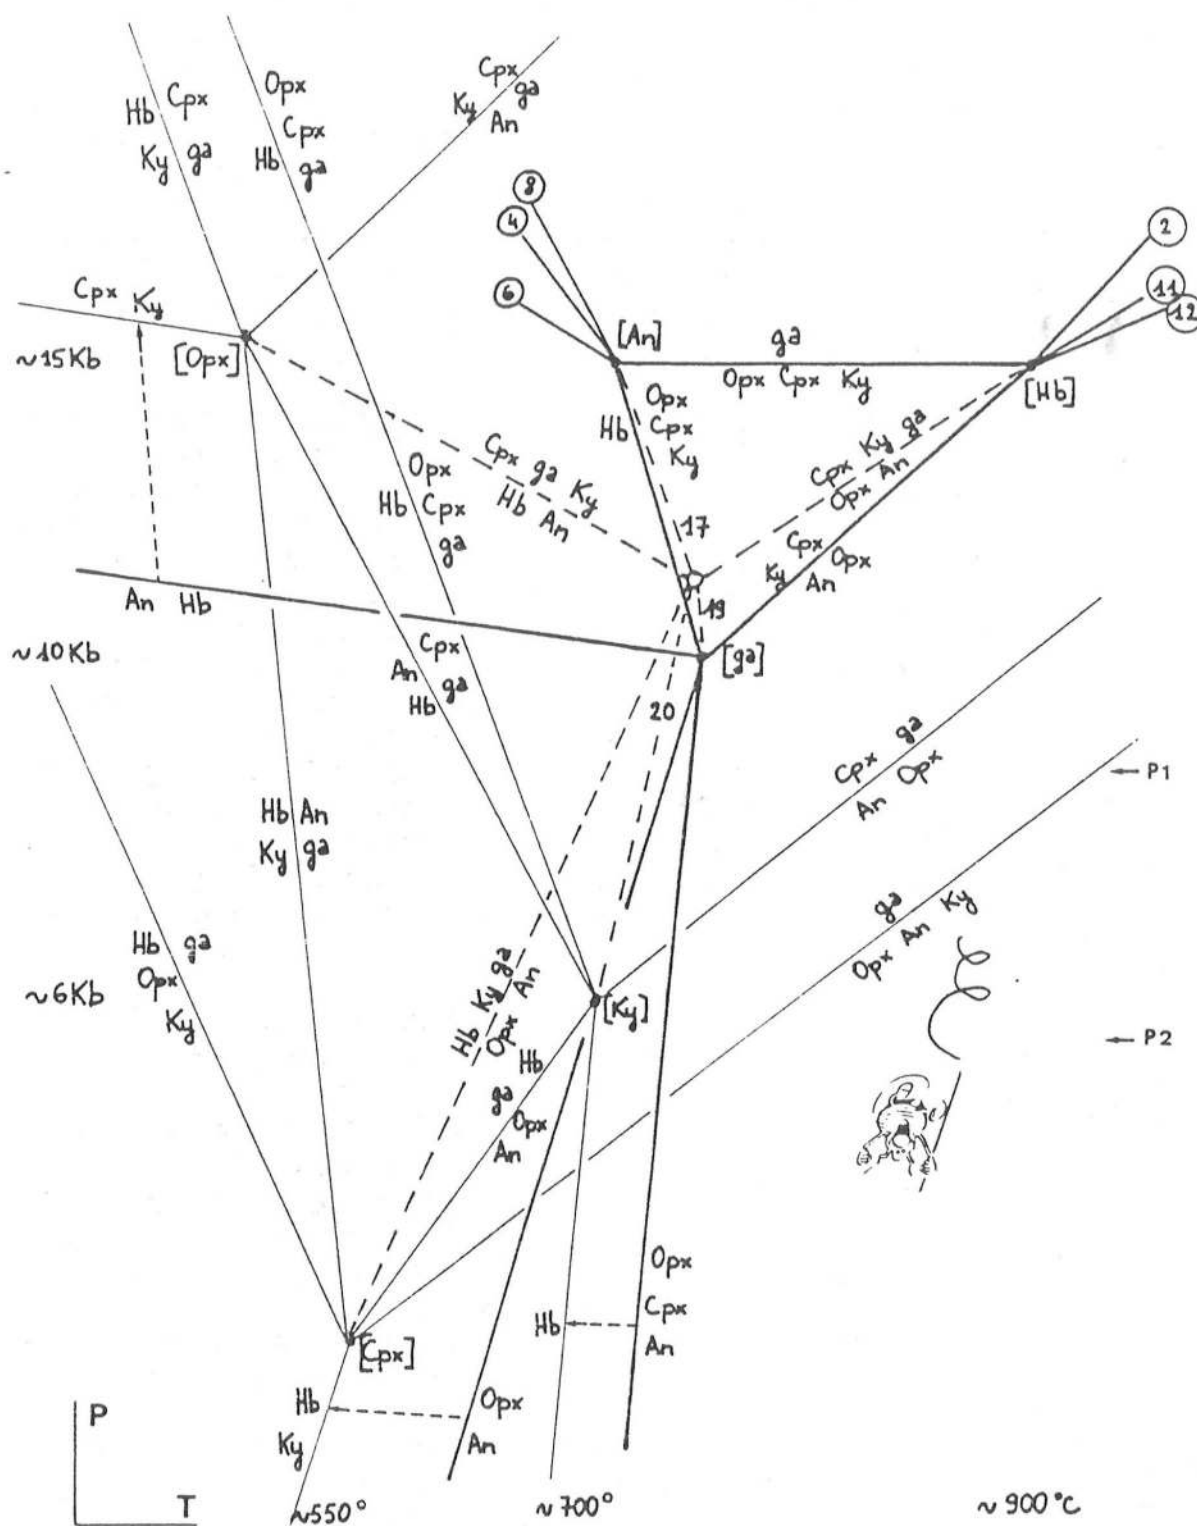 Hb Cpx
Ky ga
Opx
Cpx
Hb ga
Cpx ga
Ky An
8
4
6
2
11
12
Cpx Ky
~15Kb
[Opx]
[An]
ga
Opx Cpx Ky
[Hb]
Opx
Hb Cpx
Ky
Cpx ga Ky
Hb An
Opx
Hb Cpx
ga
Cpx Ky ga
Opx An
17
Cpx Opx
Ky An
19
An Hb
~10Kb
Cpx
An ga
Hb
[ga]
20
Cpx ga
An Opx
P1
Hb An
Ky ga
ga Ky
Opx An
Hb ga
Opx
Ky
~6Kb
Hb Ky ga
Opx An
[Ky]
P2
Hb
ga Opx
An
Opx
Hb Cpx
An
[Cpx]
Hb Opx
Ky An
P
T
~550°
~700°
~900°c